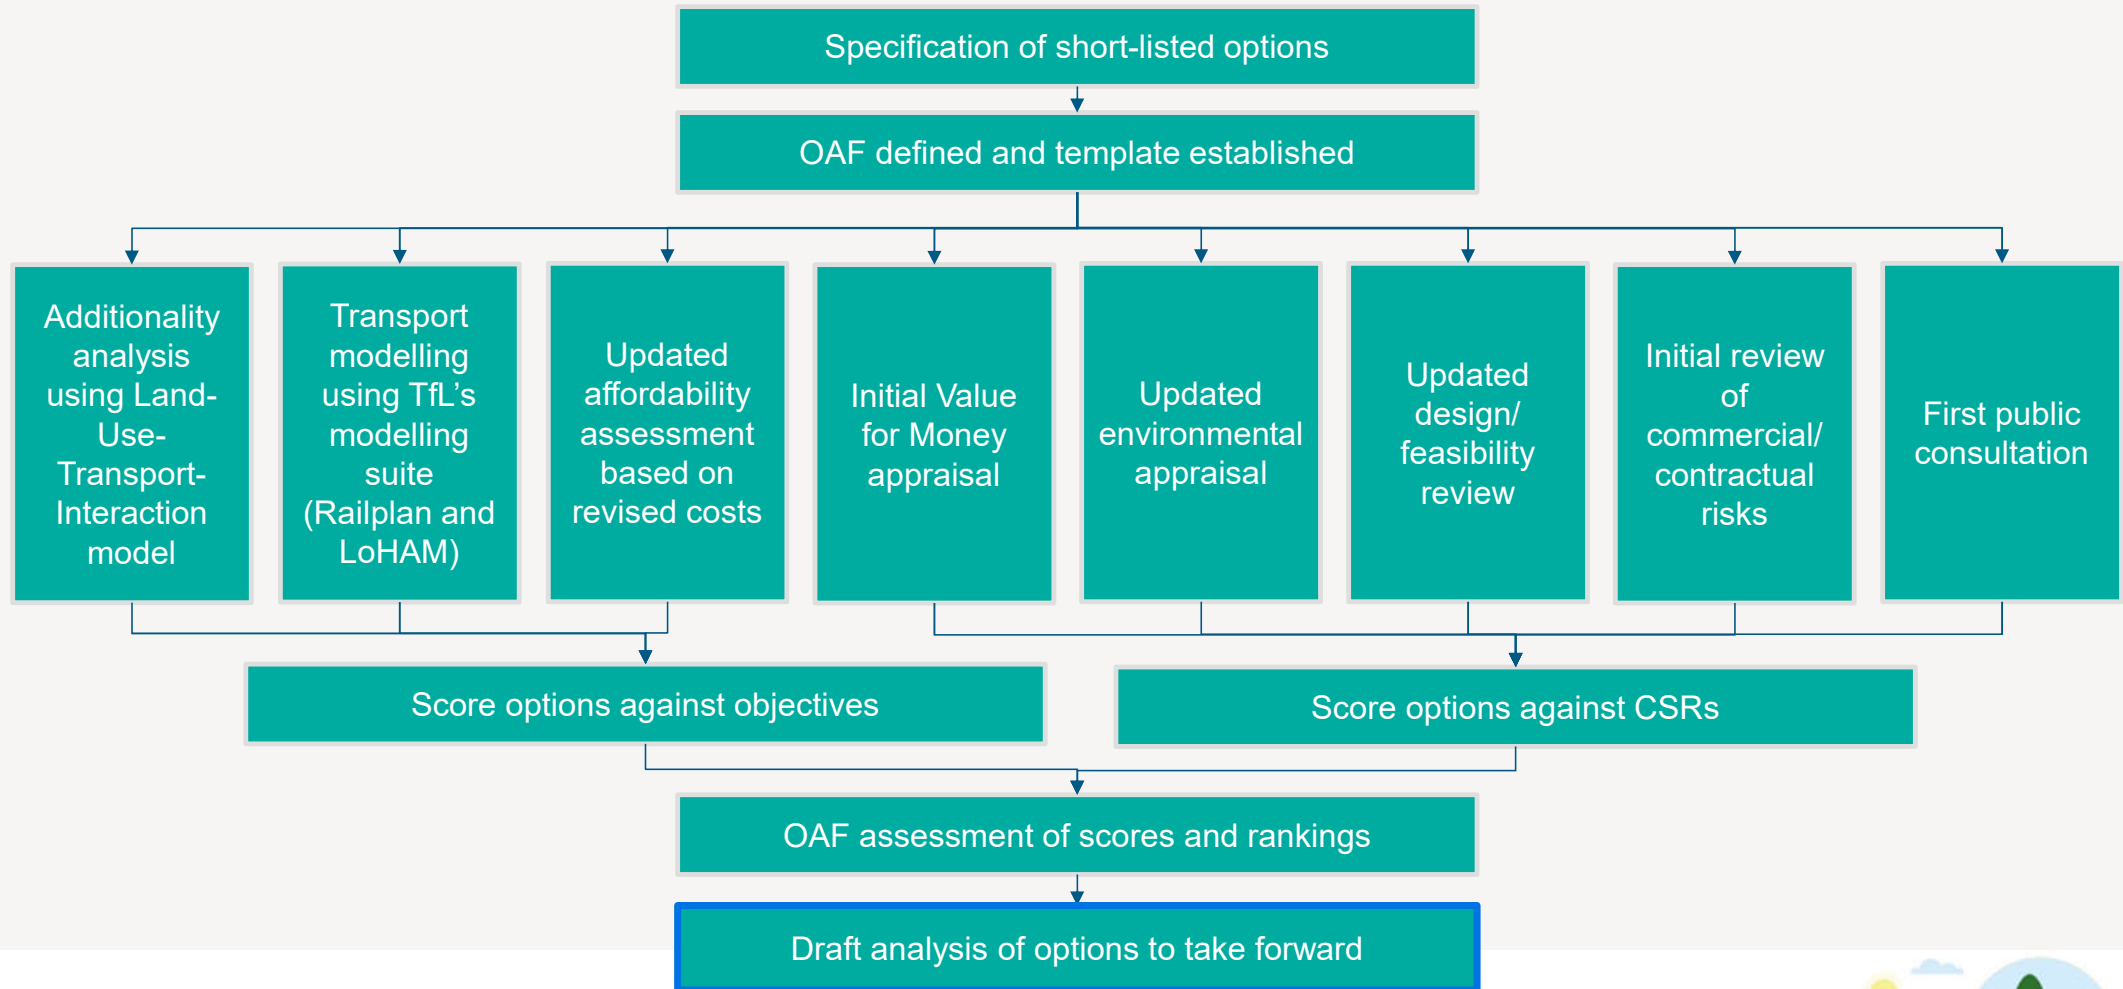 Specification of short-listed options
OAF defined and template established
Additionality
analysis
using Land-
Use-
Transport-
Interaction
model
Transport
modelling
using TfL’s
modelling
suite
(Railplan and
LoHAM)
Updated
affordability
assessment
based on
revised costs
Initial Value
for Money
appraisal
Updated
environmental
appraisal
Updated
design/
feasibility
review
Initial review
of
commercial/
contractual
risks
First public
consultation
Score options against objectives
Score options against CSRs
OAF assessment of scores and rankings
Draft analysis of options to take forward